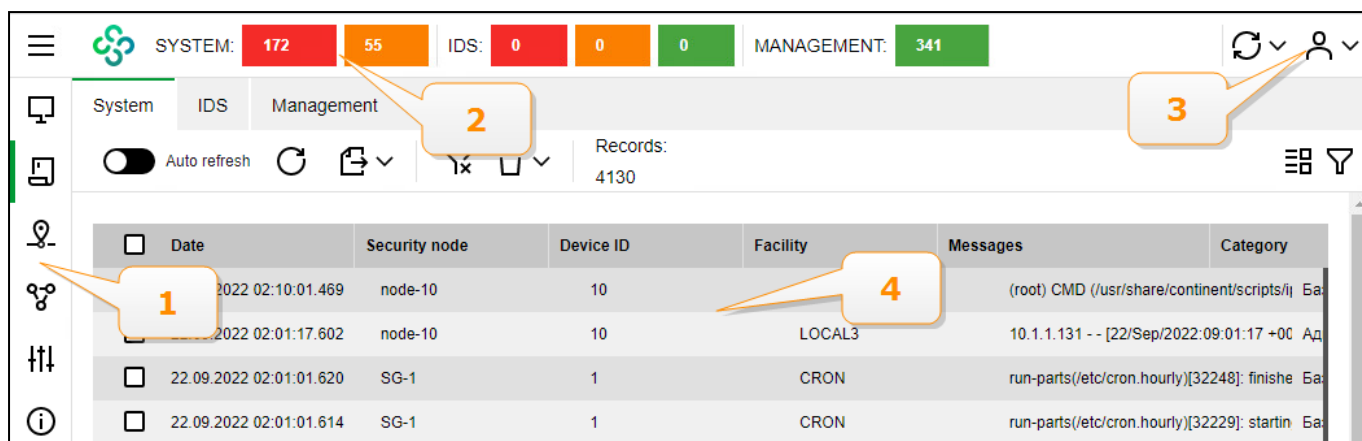 SYSTEM: 172 55 IDS: 0 0 0 MANAGEMENT: 341
System IDS Management
2
3
Auto refresh
Records:
4130
Date Security node Device ID Facility Messages Category
1
4
2022 02:10:01.469 node-10 10 (root) CMD (/usr/share/continent/scripts/ Ба
2022 02:01:17.602 node-10 10 LOCAL3 10.1.1.131 - - [22/Sep/2022:09:01:17 +00 Ад
22.09.2022 02:01:01.620 SG-1 1 CRON run-parts(/etc/cron.hourly)[32248]: finishe Ба
22.09.2022 02:01:01.614 SG-1 1 CRON run-parts(/etc/cron.hourly)[32229]: startin Ба